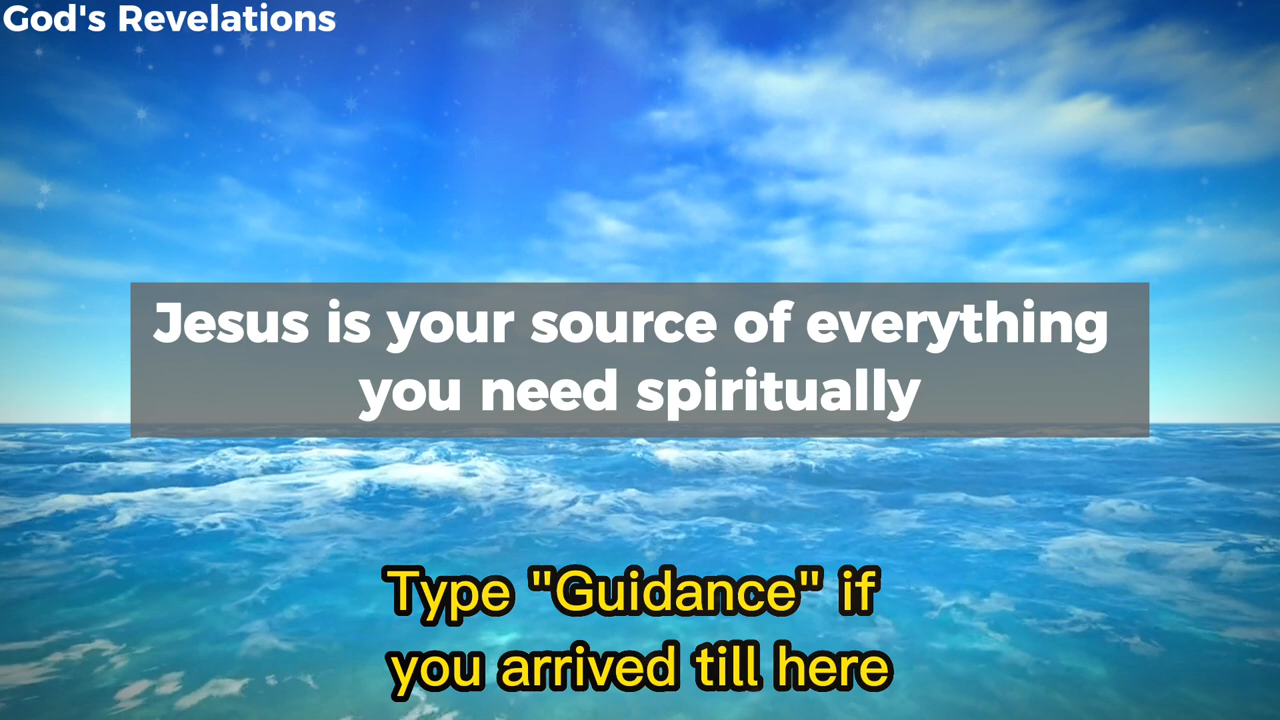 God's Revelations
Jesus is your source of everything
you need spiritually
Type "Guidance" if
you arrived till here